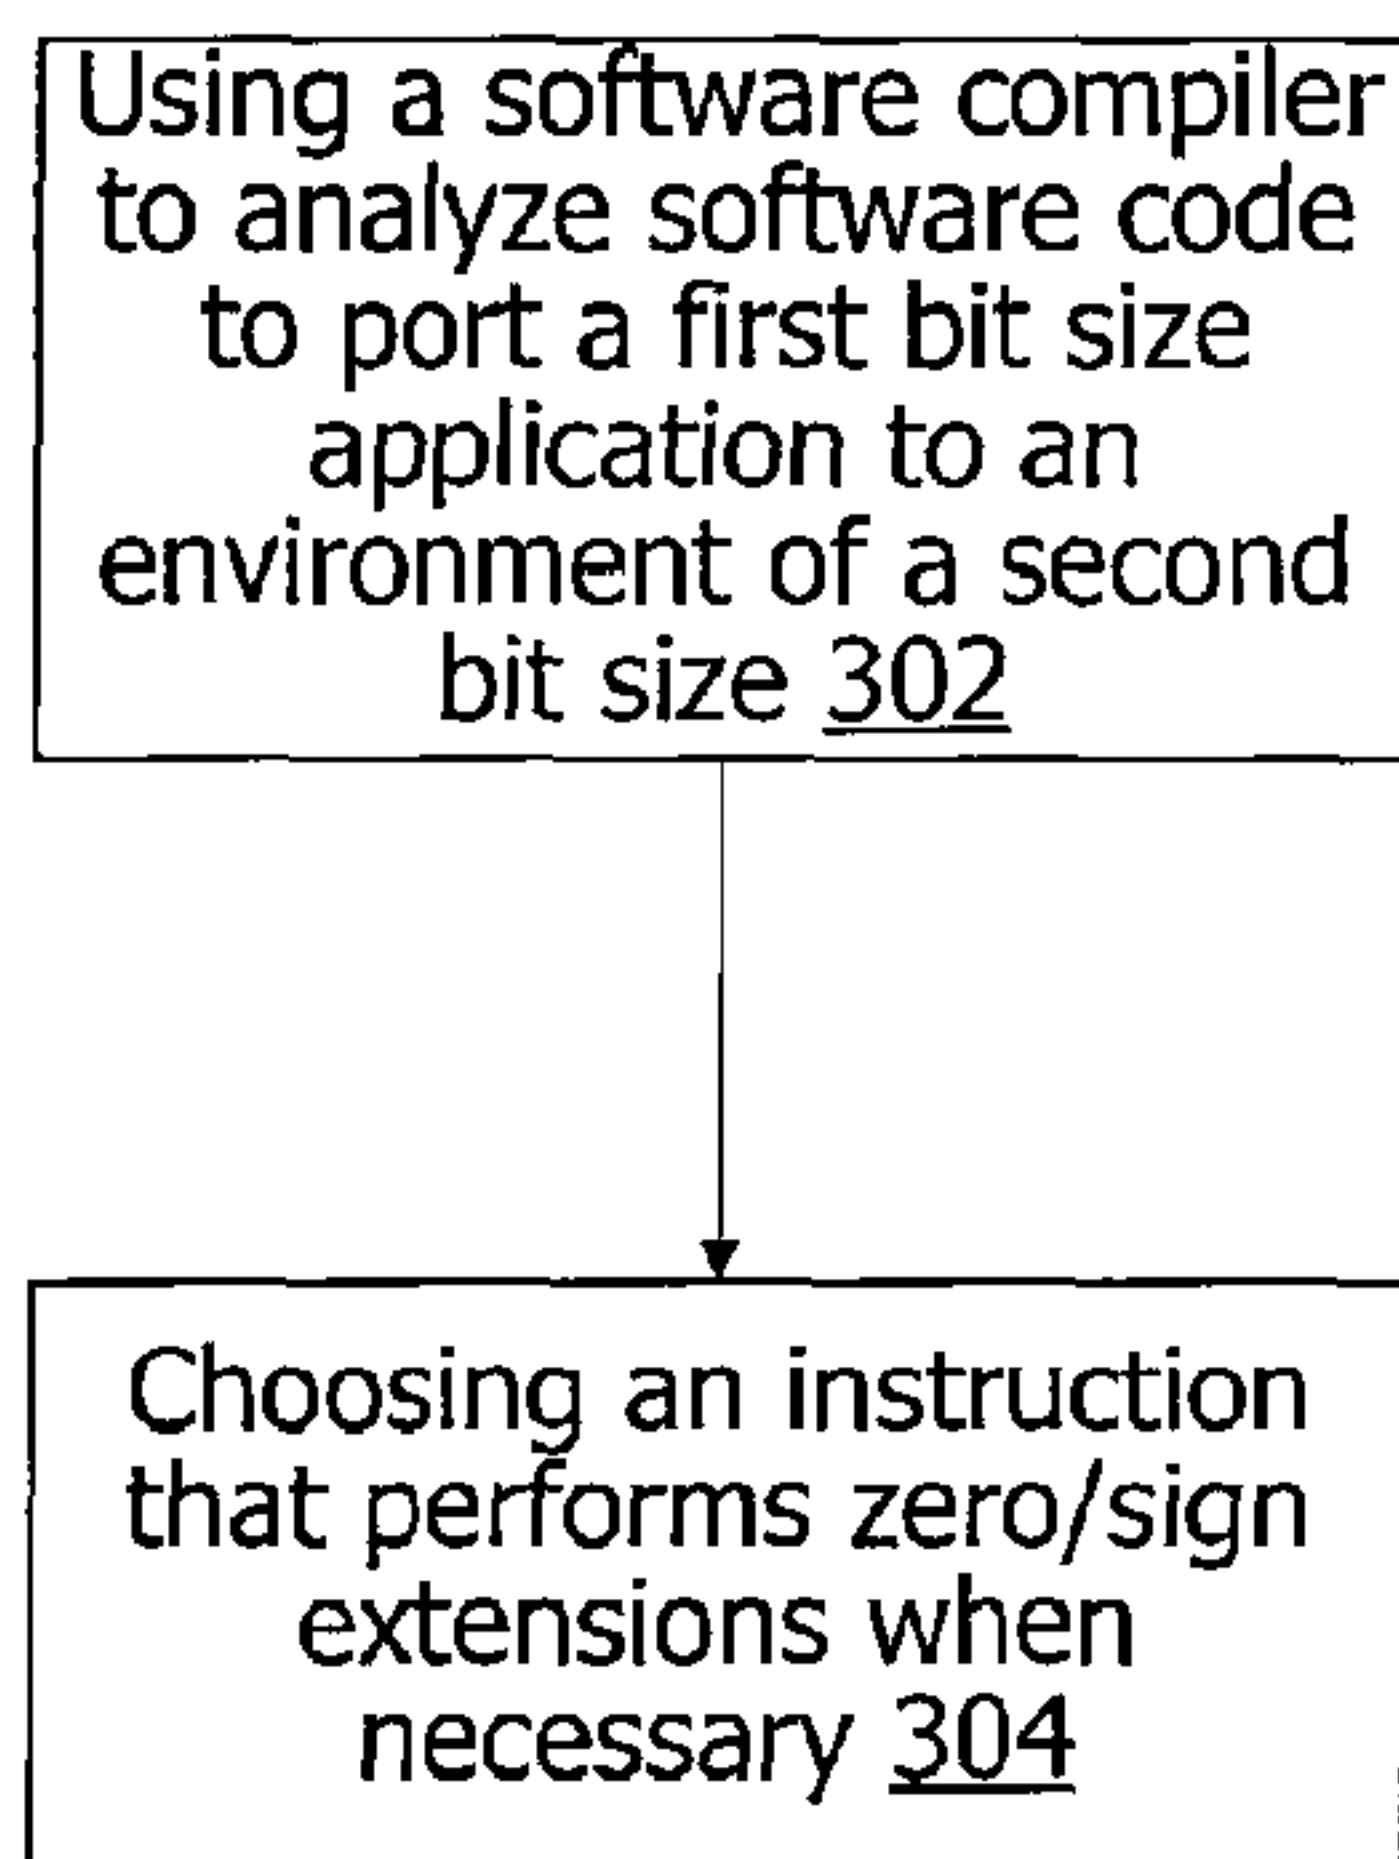 Using a software compiler
to analyze software code
to port a first bit size
application to an
environment of a second
bit size 302
Choosing an instruction
that performs zero/sign
extensions when
necessary 304